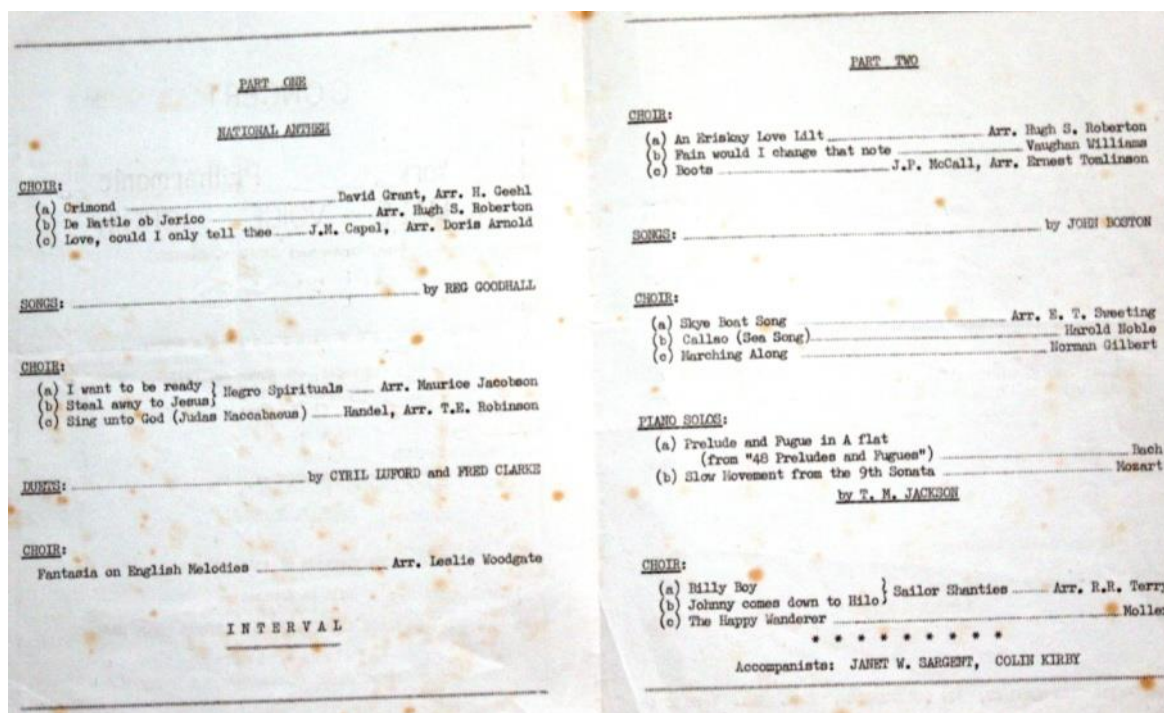 PART ONE
NATIONAL ANTHEM
CHOIR:
(a) Crimond David Grant, Arr. H. Geehl
(b) De Battle ob Jerico Arr. Hugh S. Roberton
(c) Love, could I only tell thee J.M. Capel, Arr. Doris Arnold
SONGS: by REG GOODHALL
CHOIR:
(a) I want to be ready } Negro Spirituals Arr. Maurice Jacobson
(b) Steal away to Jesus}
(c) Sing unto God (Judas Maccabaeus) Handel, Arr. T.E. Robinson
DUETS: by CYRIL LUFORD and FRED CLARKE
CHOIR:
Fantasia on English Melodies Arr. Leslie Woodgate
INTERVAL
PART TWO
CHOIR:
(a) An Eriskay Love Lilt Arr. Hugh S. Roberton
(b) Fain would I change that note Vaughan Williams
(c) Boots J.P. McCall, Arr. Ernest Tomlinson
SONGS: by JOHN BOSTON
CHOIR:
(a) Skye Boat Song Arr. E. T. Sweeting
(b) Callao (Sea Song) Harold Noble
(c) Marching Along Norman Gilbert
PIANO SOLOS:
(a) Prelude and Fugue in A flat
(from "48 Preludes and Fugues") Bach
(b) Slow Movement from the 9th Sonata Mozart
by T. M. JACKSON
CHOIR:
(a) Billy Boy } Sailor Shanties Arr. R.R. Terry
(b) Johnny comes down to Hilo}
(c) The Happy Wanderer Moller
* * * * * * * * *
Accompanists: JANET W. SARGENT, COLIN KIRBY